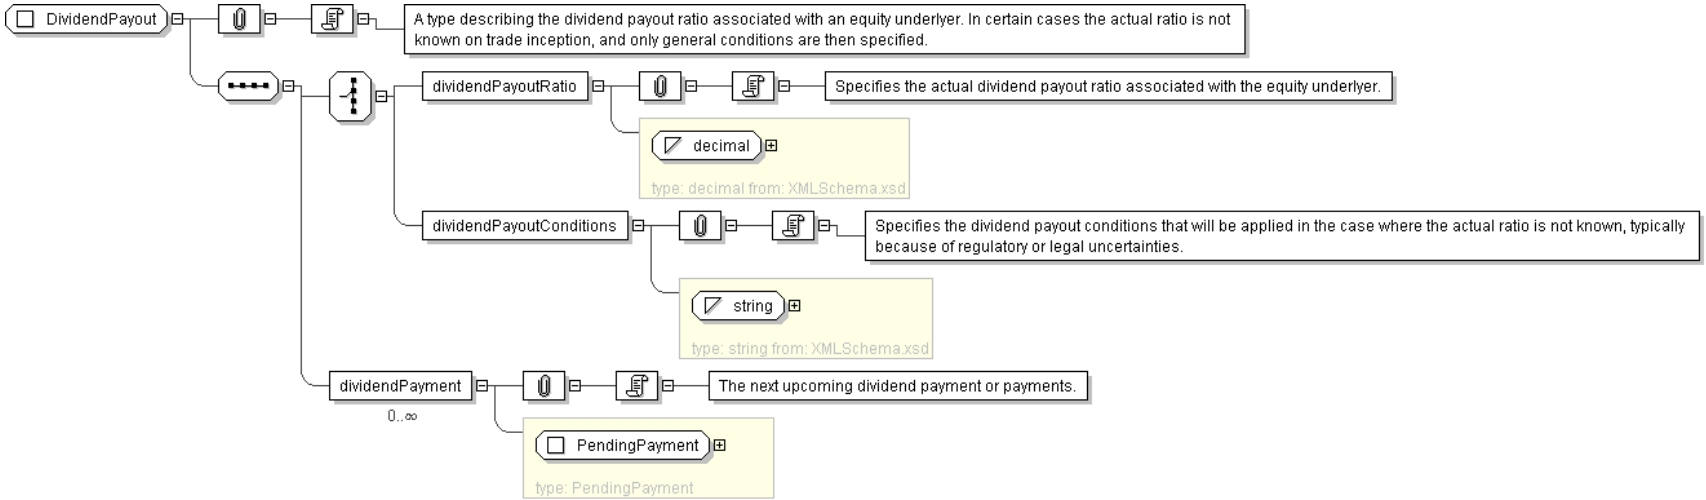 DividendPayout
A type describing the dividend payout ratio associated with an equity underlyer. In certain cases the actual ratio is not
known on trade inception, and only general conditions are then specified.
dividendPayoutRatio
Specifies the actual dividend payout ratio associated with the equity underlyer.
decimal
type: decimal from: XMLSchema.xsd
dividendPayoutConditions
Specifies the dividend payout conditions that will be applied in the case where the actual ratio is not known, typically
because of regulatory or legal uncertainties.
string
type: string from: XMLSchema.xsd
dividendPayment
The next upcoming dividend payment or payments.
0..∞
PendingPayment
type: PendingPayment